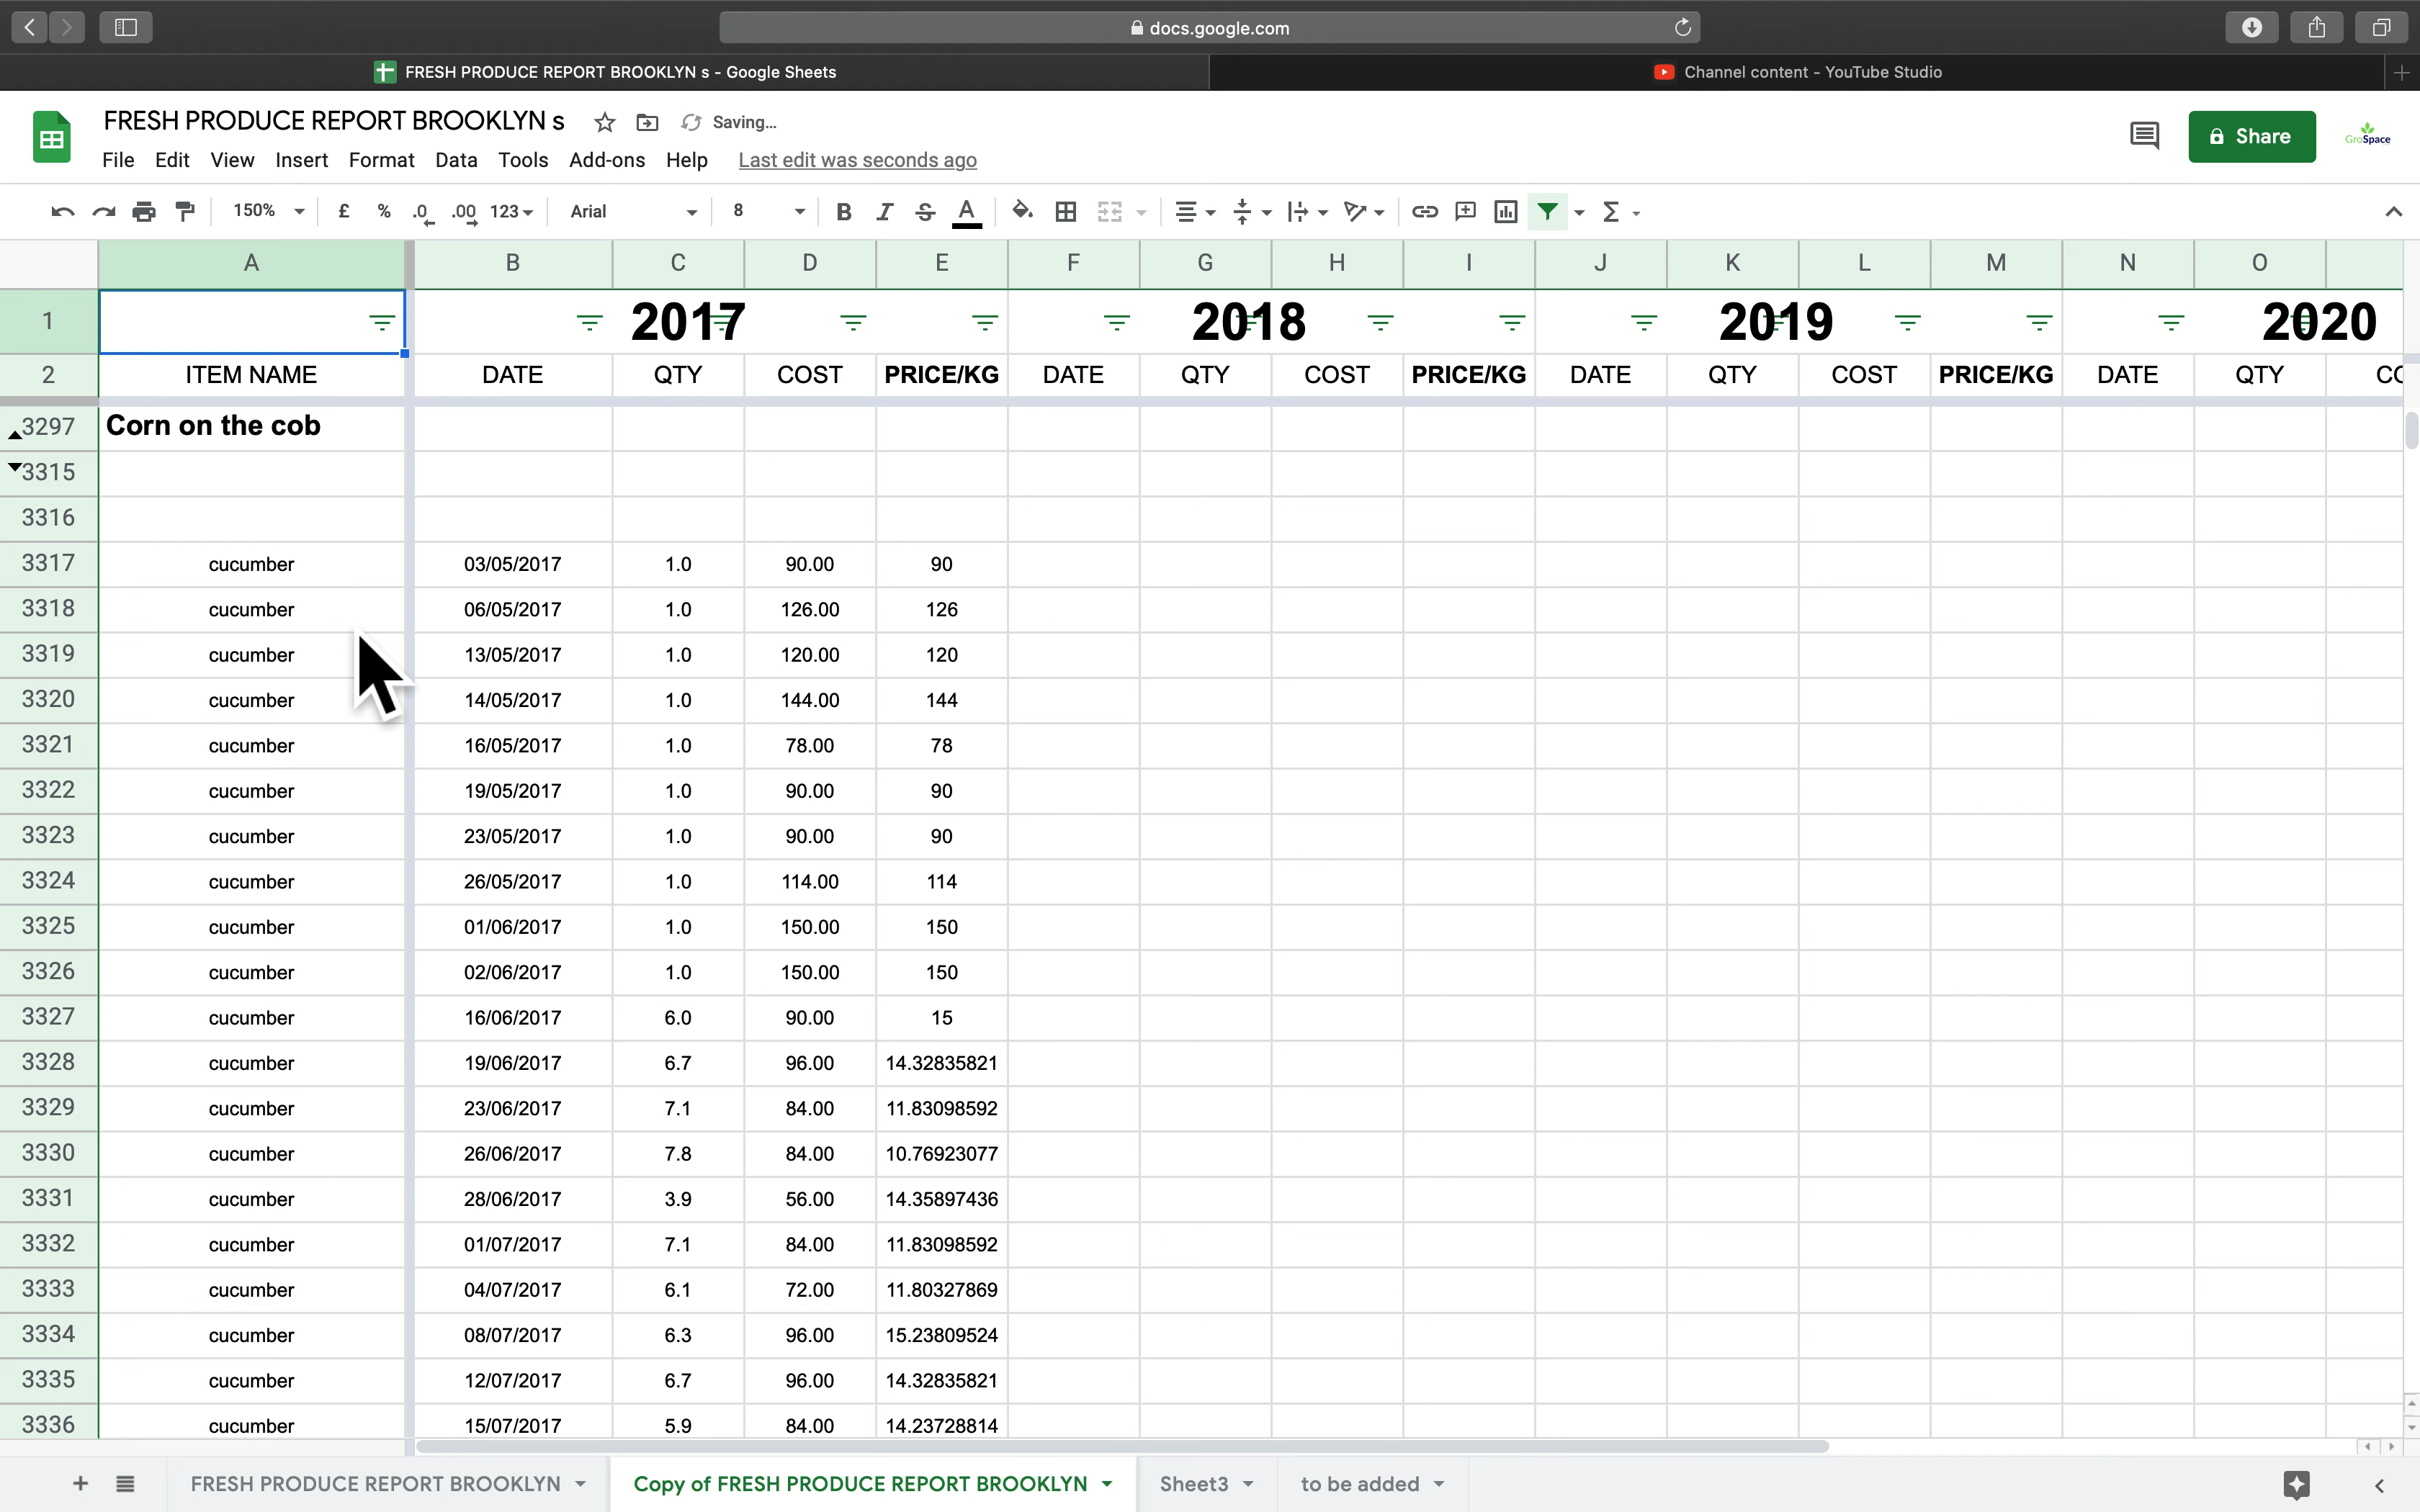 docs.google.com
FRESH PRODUCE REPORT BROOKLYN s - Google Sheets
Channel content - YouTube Studio
FRESH PRODUCE REPORT BROOKLYN s Saving...
File Edit View Insert Format Data Tools Add-ons Help Last edit was seconds ago
Share
GroSpace
150% £ % .0 .00 123 Arial 8 B I S A Σ
A B C D E F G H I J K L M N O
1 2017 2018 2019 2020
2 ITEM NAME DATE QTY COST PRICE/KG DATE QTY COST PRICE/KG DATE QTY COST PRICE/KG DATE QTY CO
3297 Corn on the cob
3315
3316
3317 cucumber 03/05/2017 1.0 90.00 90
3318 cucumber 06/05/2017 1.0 126.00 126
3319 cucumber 13/05/2017 1.0 120.00 120
3320 cucumber 14/05/2017 1.0 144.00 144
3321 cucumber 16/05/2017 1.0 78.00 78
3322 cucumber 19/05/2017 1.0 90.00 90
3323 cucumber 23/05/2017 1.0 90.00 90
3324 cucumber 26/05/2017 1.0 114.00 114
3325 cucumber 01/06/2017 1.0 150.00 150
3326 cucumber 02/06/2017 1.0 150.00 150
3327 cucumber 16/06/2017 6.0 90.00 15
3328 cucumber 19/06/2017 6.7 96.00 14.32835821
3329 cucumber 23/06/2017 7.1 84.00 11.83098592
3330 cucumber 26/06/2017 7.8 84.00 10.76923077
3331 cucumber 28/06/2017 3.9 56.00 14.35897436
3332 cucumber 01/07/2017 7.1 84.00 11.83098592
3333 cucumber 04/07/2017 6.1 72.00 11.80327869
3334 cucumber 08/07/2017 6.3 96.00 15.23809524
3335 cucumber 12/07/2017 6.7 96.00 14.32835821
3336 cucumber 15/07/2017 5.9 84.00 14.23728814
FRESH PRODUCE REPORT BROOKLYN Copy of FRESH PRODUCE REPORT BROOKLYN Sheet3 to be added